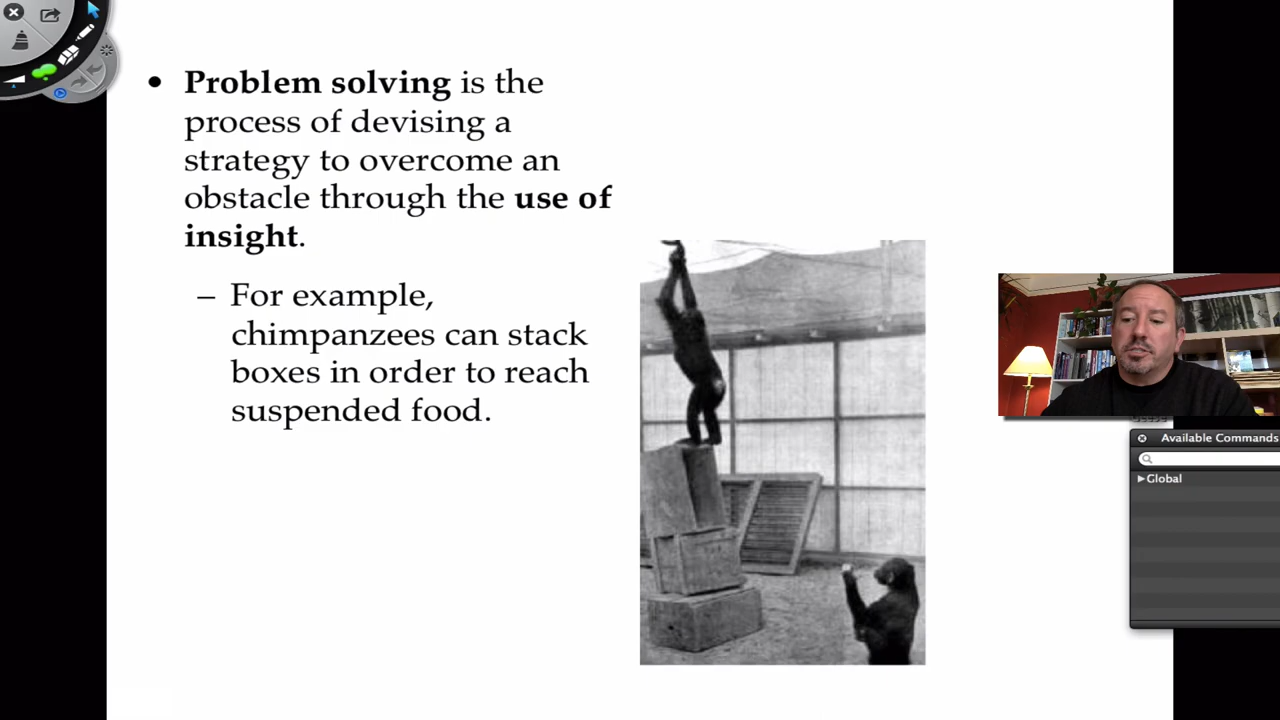 • Problem solving is the
process of devising a
strategy to overcome an
obstacle through the use of
insight.
– For example,
chimpanzees can stack
boxes in order to reach
suspended food.
Available Commands
Global